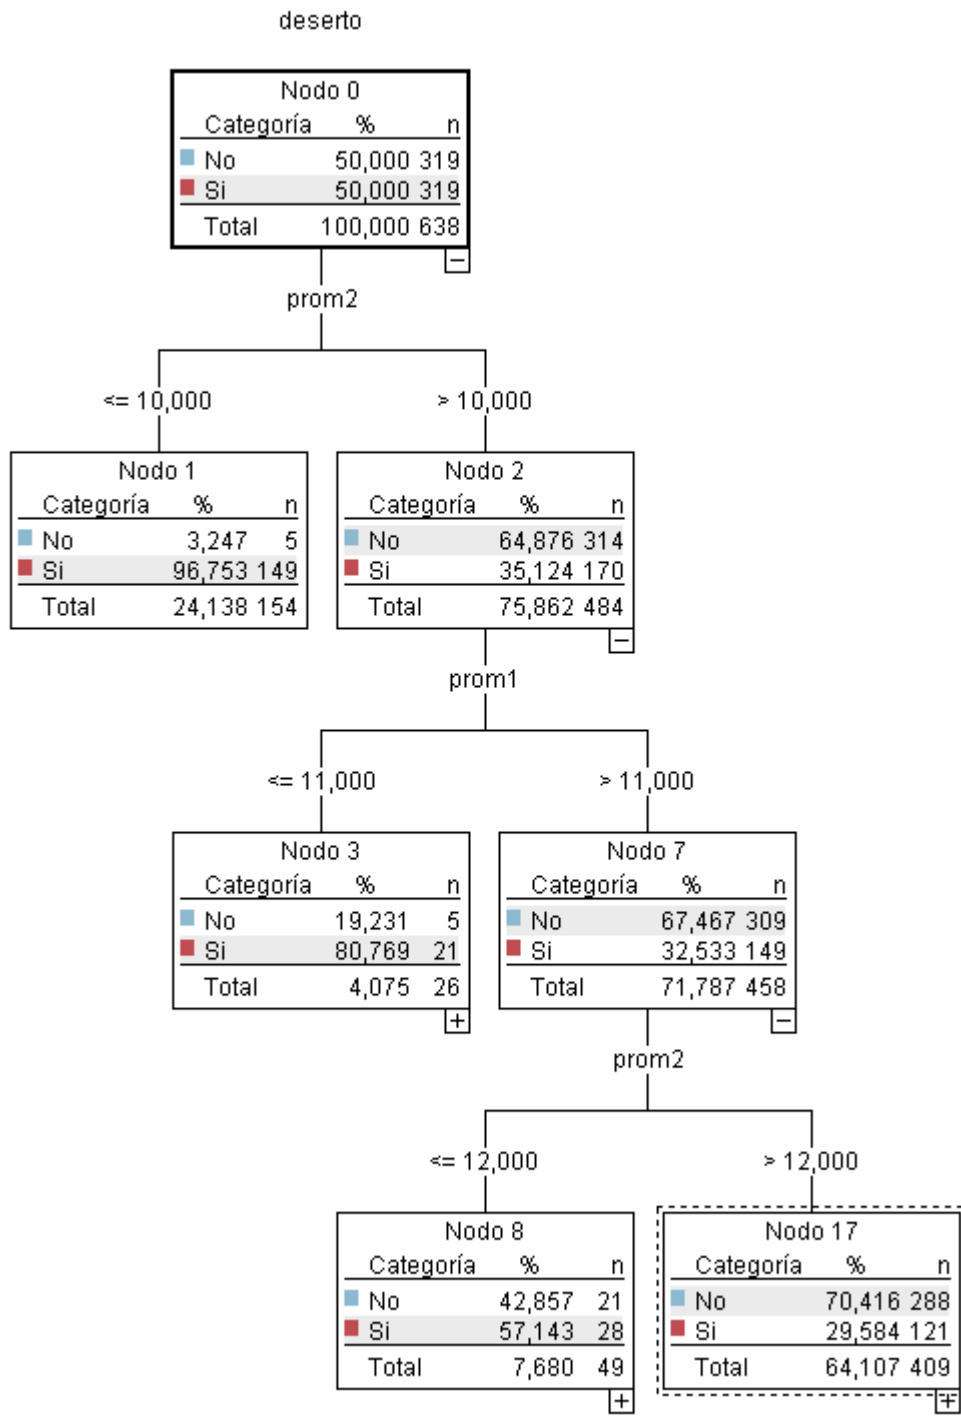 deserto
Nodo 0
Categoría % n
No 50,000 319
Si 50,000 319
Total 100,000 638
prom2
<= 10,000
> 10,000
Nodo 1
Categoría % n
No 3,247 5
Si 96,753 149
Total 24,138 154
Nodo 2
Categoría % n
No 64,876 314
Si 35,124 170
Total 75,862 484
prom1
<= 11,000
> 11,000
Nodo 3
Categoría % n
No 19,231 5
Si 80,769 21
Total 4,075 26
Nodo 7
Categoría % n
No 67,467 309
Si 32,533 149
Total 71,787 458
prom2
<= 12,000
> 12,000
Nodo 8
Categoría % n
No 42,857 21
Si 57,143 28
Total 7,680 49
Nodo 17
Categoría % n
No 70,416 288
Si 29,584 121
Total 64,107 409